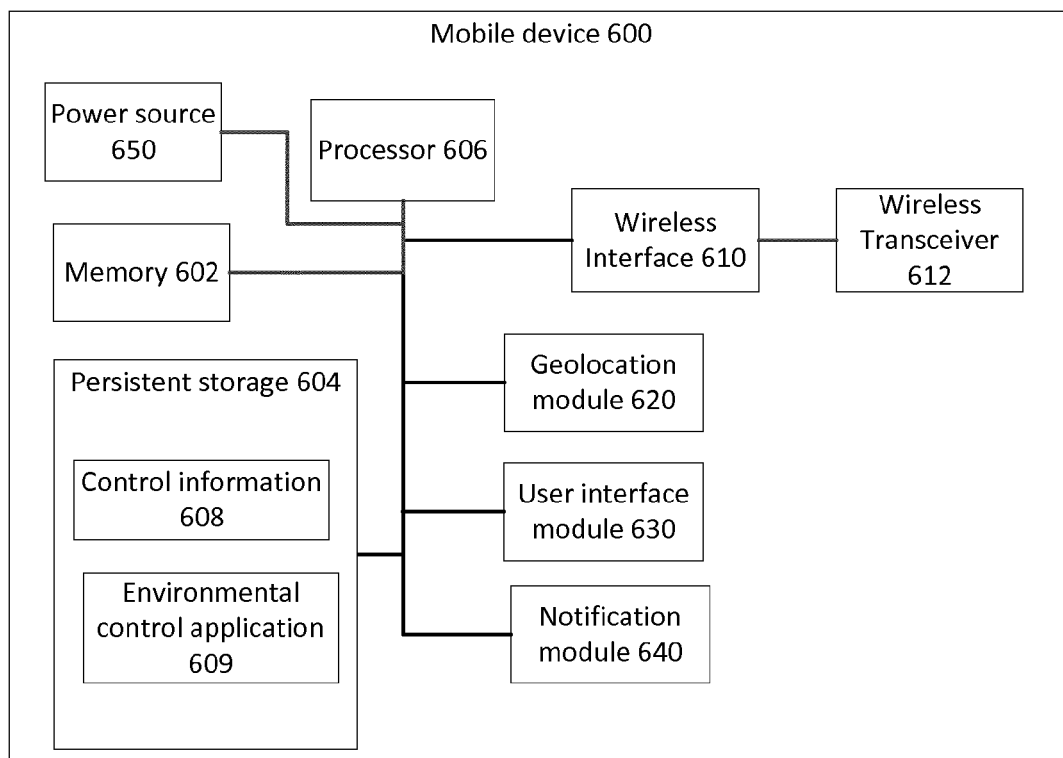 Mobile device 600
Power source
650
Processor 606
Wireless
Interface 610
Wireless
Transceiver
612
Memory 602
Persistent storage 604
Control information
608
Environmental
control application
609
Geolocation
module 620
User interface
module 630
Notification
module 640